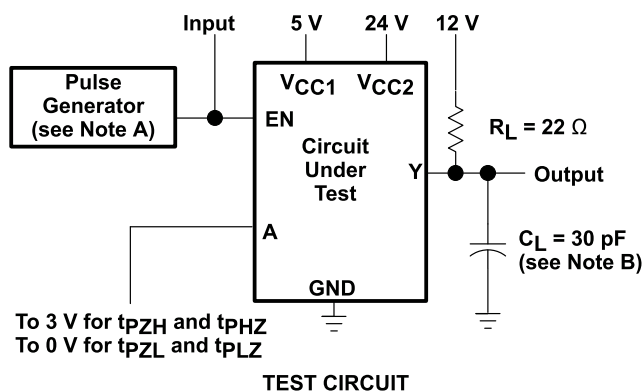 Input
5 V
24 V
12 V
Pulse
Generator
(see Note A)
VCC1
VCC2
EN
Circuit
Under
Test
RL = 22 Ω
Y
Output
A
CL = 30 pF
(see Note B)
GND
To 3 V for tPZH and tPHZ
To 0 V for tPZL and tPLZ
TEST CIRCUIT